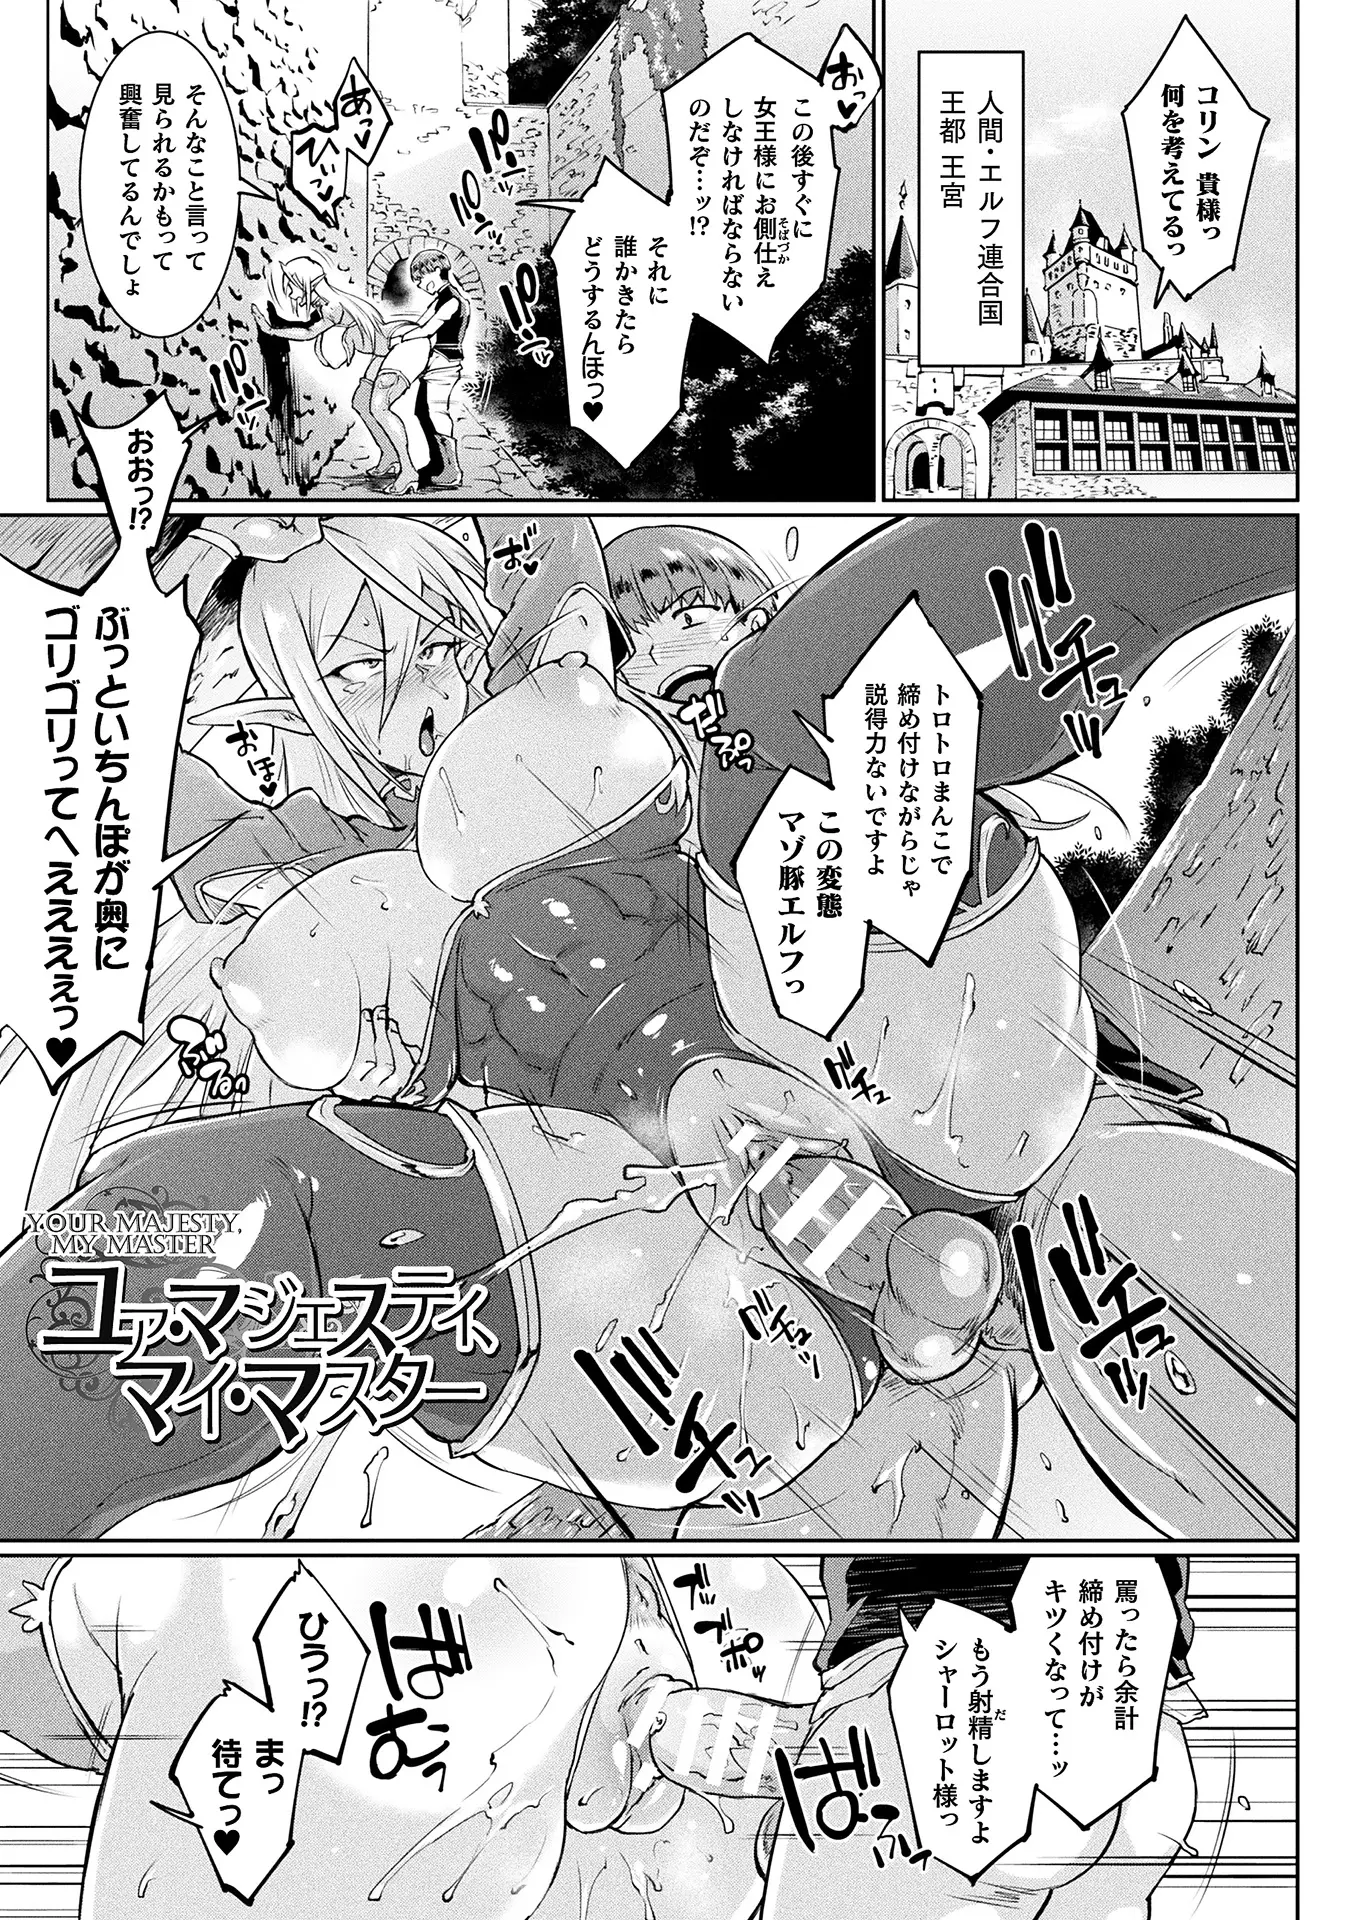 コリン 貴様っ
何を考えてるっ
人間・エルフ連合国
王都 王宮
おっ♥
この後すぐに
女王様にお側仕え
そばづか
しなければならない
のだぞ…ッ!?
それに
誰かきたら
どうするんほっ♥
あっ♥
そんなこと言って
見られるかもって
興奮してるんでしょ
おおっ!?
ぶっといちんぽが奥に
ゴリゴリってへえええぇっ♥
トロトロまんこで
締め付けながらじゃ
説得力ないですよ
この変態
マゾ豚エルフっ
おほ♥
グチュ
YOUR MAJESTY,
MY MASTER
ユア・マジェスティ、
マイ・マスター
罵ったら余計
締め付けが
キツくなって…ッ
もう射精しますよ
だ
シャーロット様っ
ひうっ!?
まっ
待てっ♥